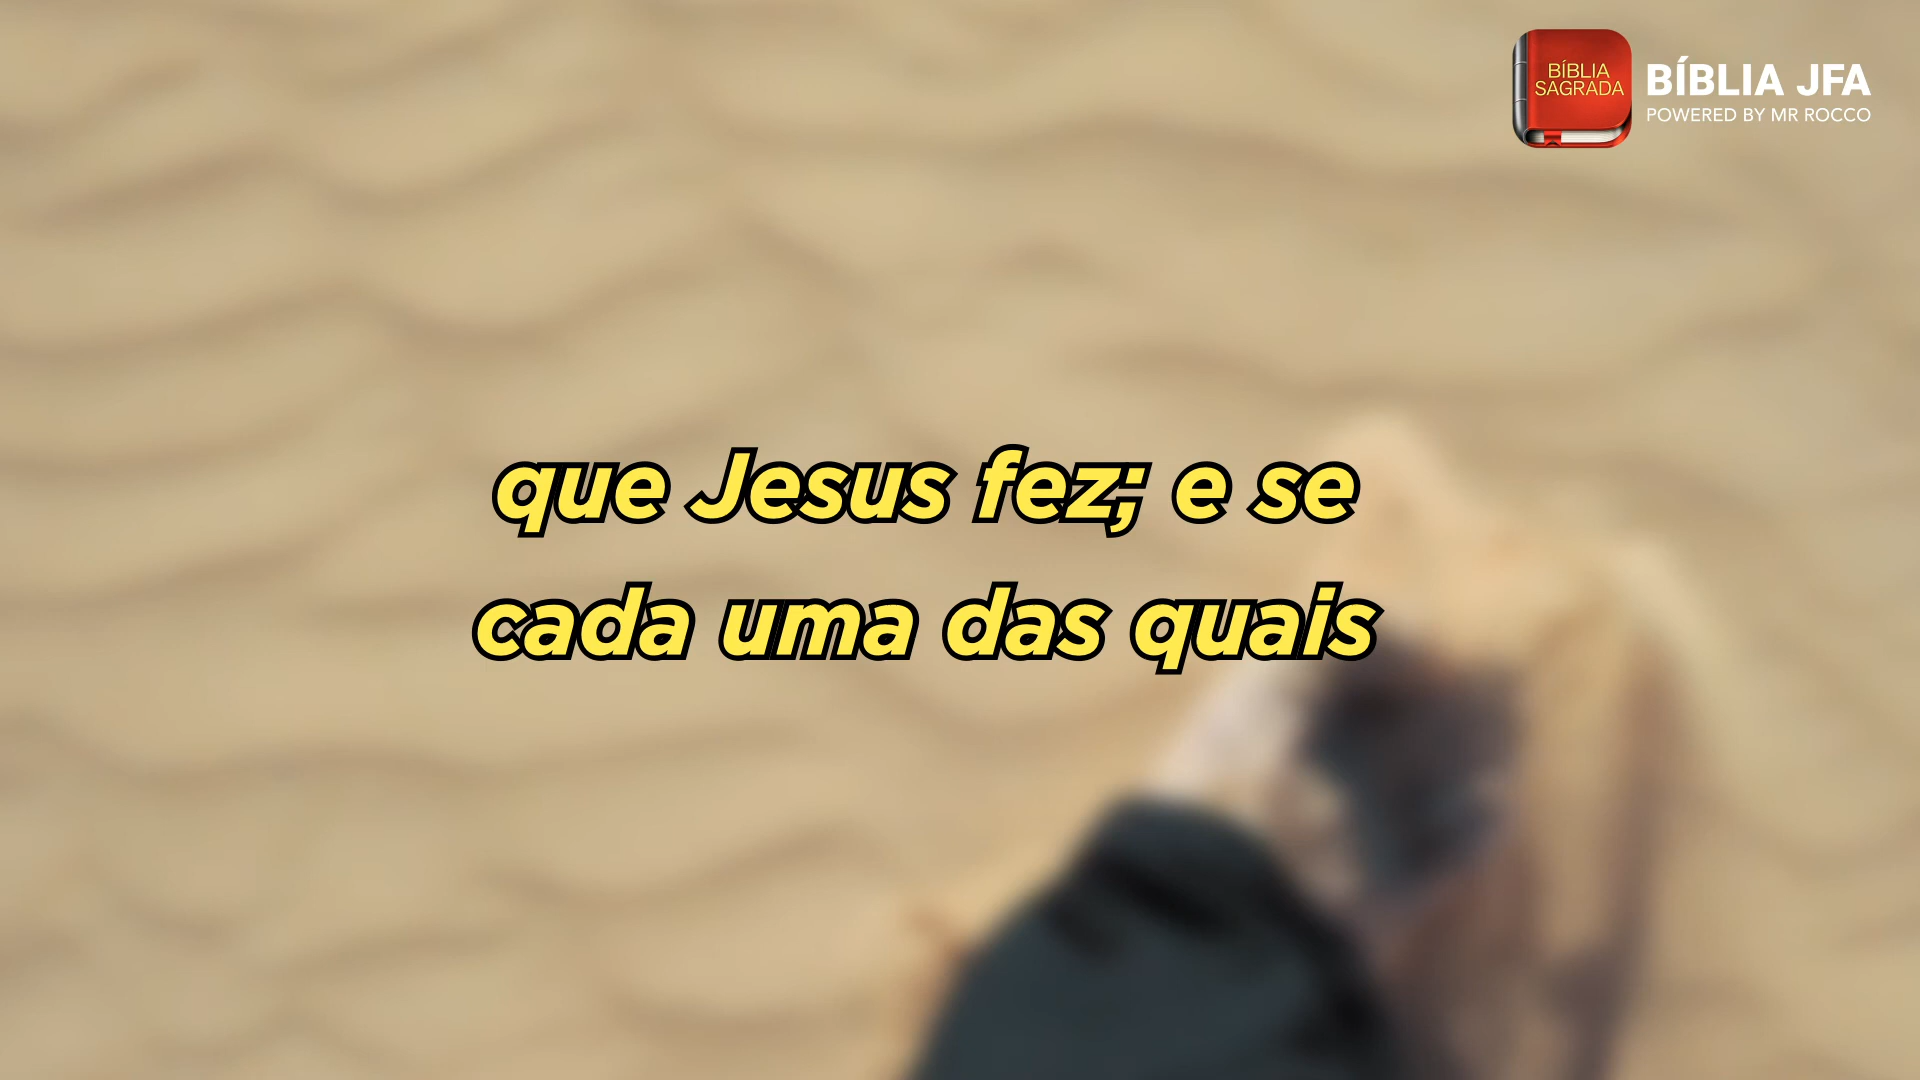 BÍBLIA
SAGRADA
BÍBLIA JFA
POWERED BY MR ROCCO
que Jesus fez; e se
cada uma das quais